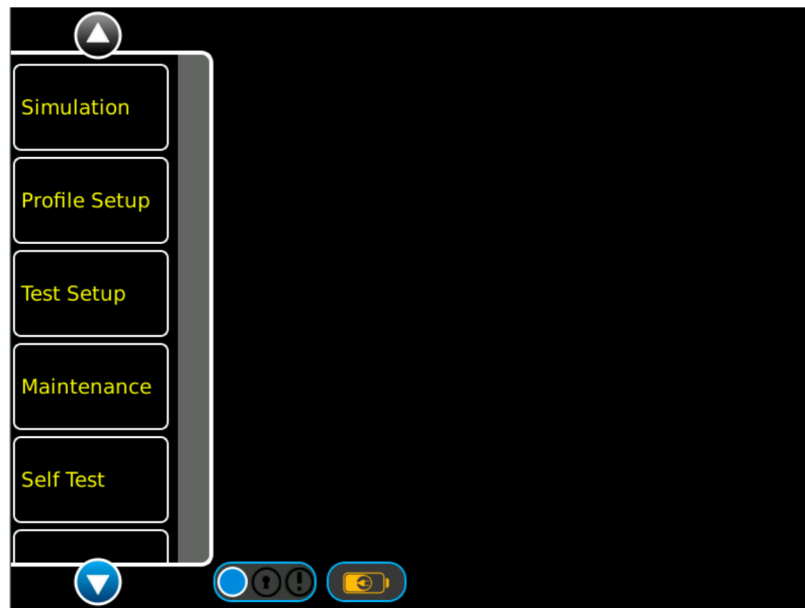 Simulation
Profile Setup
Test Setup
Maintenance
Self Test